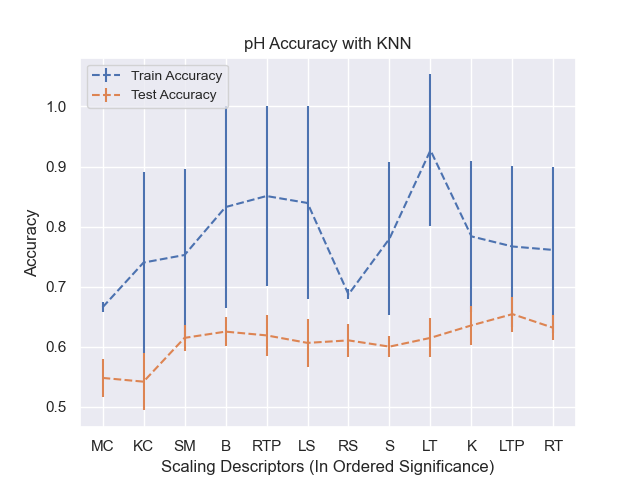 pH Accuracy with KNN
Train Accuracy
Test Accuracy
1.0
0.9
0.8
0.7
0.6
0.5
Accuracy
MC KC SM B RTP LS RS S LT K LTP RT
Scaling Descriptors (In Ordered Significance)